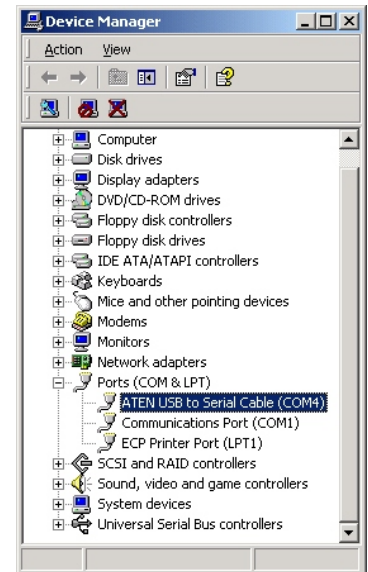 Device Manager
Action View
Computer
Disk drives
Display adapters
DVD/CD-ROM drives
Floppy disk controllers
Floppy disk drives
IDE ATA/ATAPI controllers
Keyboards
Mice and other pointing devices
Modems
Monitors
Network adapters
Ports (COM & LPT)
ATEN USB to Serial Cable (COM4)
Communications Port (COM1)
ECP Printer Port (LPT1)
SCSI and RAID controllers
Sound, video and game controllers
System devices
Universal Serial Bus controllers